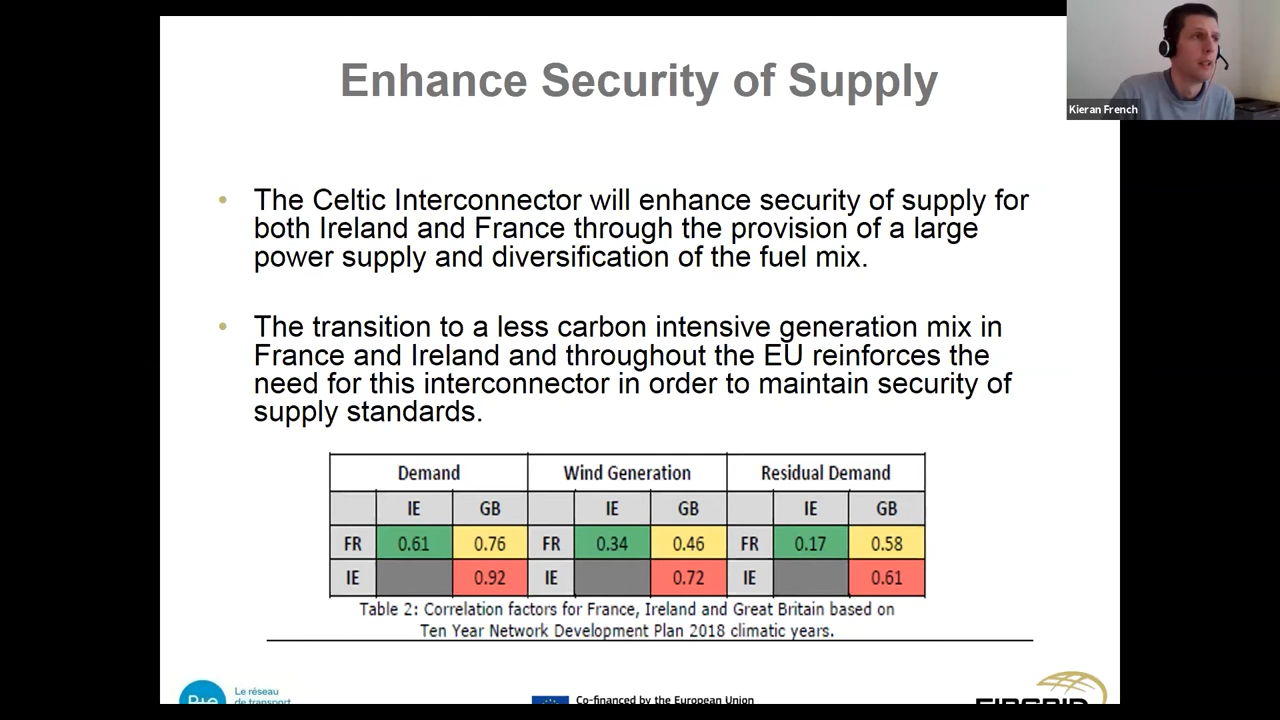 Enhance Security of Supply
Kieran French
• The Celtic Interconnector will enhance security of supply for
both Ireland and France through the provision of a large
power supply and diversification of the fuel mix.
• The transition to a less carbon intensive generation mix in
France and Ireland and throughout the EU reinforces the
need for this interconnector in order to maintain security of
supply standards.
Demand Wind Generation Residual Demand
IE GB IE GB IE GB
FR 0.61 0.76 FR 0.34 0.46 FR 0.17 0.58
IE 0.92 IE 0.72 IE 0.61
Table 2: Correlation factors for France, Ireland and Great Britain based on
Ten Year Network Development Plan 2018 climatic years.
Le réseau
de transport
Co-financed by the European Union